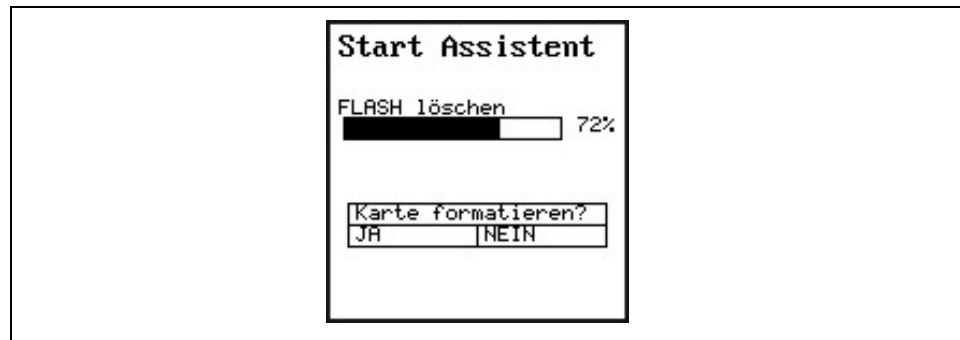 Start Assistent
FLASH löschen
72%
Karte formatieren?
JA NEIN